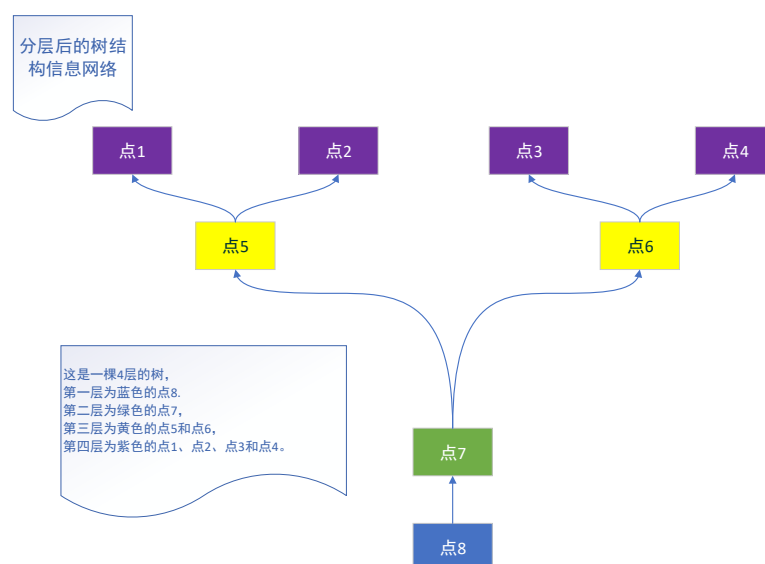 分层后的树结
构信息网络
点1
点2
点3
点4
点5
点6
这是一棵4层的树，
第一层为蓝色的点8.
第二层为绿色的点7，
第三层为黄色的点5和点6，
第四层为紫色的点1、点2、点3和点4。
点7
点8